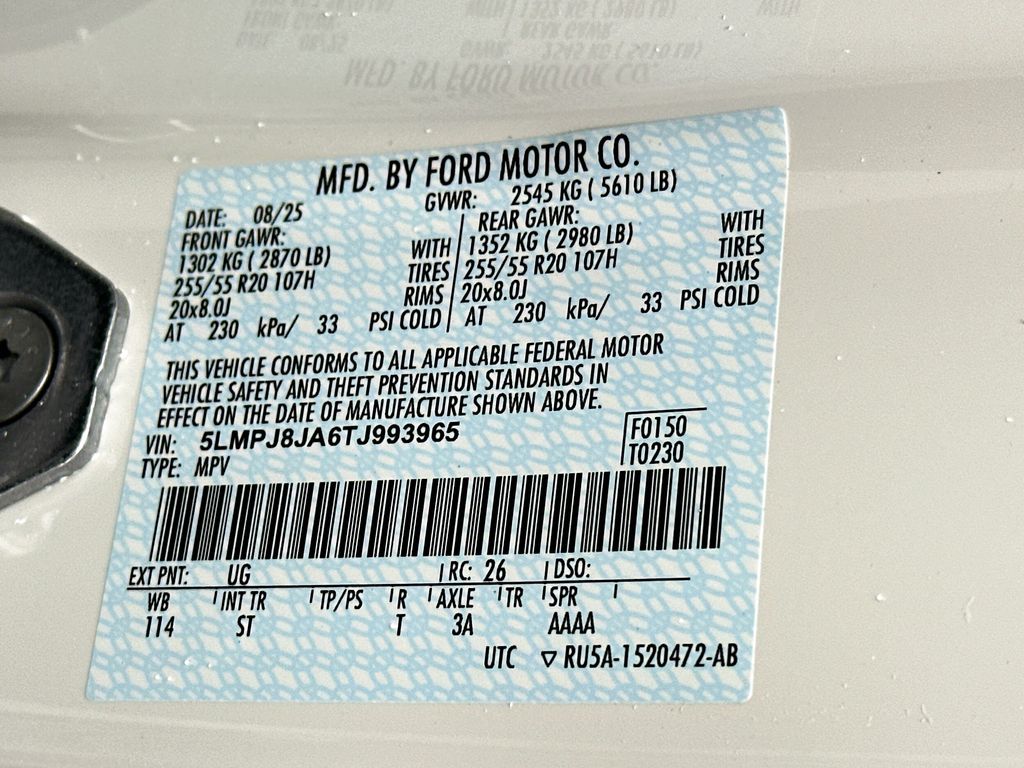 MFD. BY FORD MOTOR CO.
DATE: 08/25 GVWR: 2545 KG ( 5610 LB)
FRONT GAWR: REAR GAWR:
1302 KG ( 2870 LB) WITH 1352 KG ( 2980 LB) WITH
255/55 R20 107H TIRES 255/55 R20 107H TIRES
20x8.0J RIMS 20x8.0J RIMS
AT 230 kPa/ 33 PSI COLD AT 230 kPa/ 33 PSI COLD
THIS VEHICLE CONFORMS TO ALL APPLICABLE FEDERAL MOTOR
VEHICLE SAFETY AND THEFT PREVENTION STANDARDS IN
EFFECT ON THE DATE OF MANUFACTURE SHOWN ABOVE.
VIN: 5LMPJ8JA6TJ993965 F0150
TYPE: MPV T0230
EXT PNT: UG RC: 26 DSO:
WB INT TR TP/PS R AXLE TR SPR
114 ST T 3A AAAA
UTC ▽ RU5A-1520472-AB